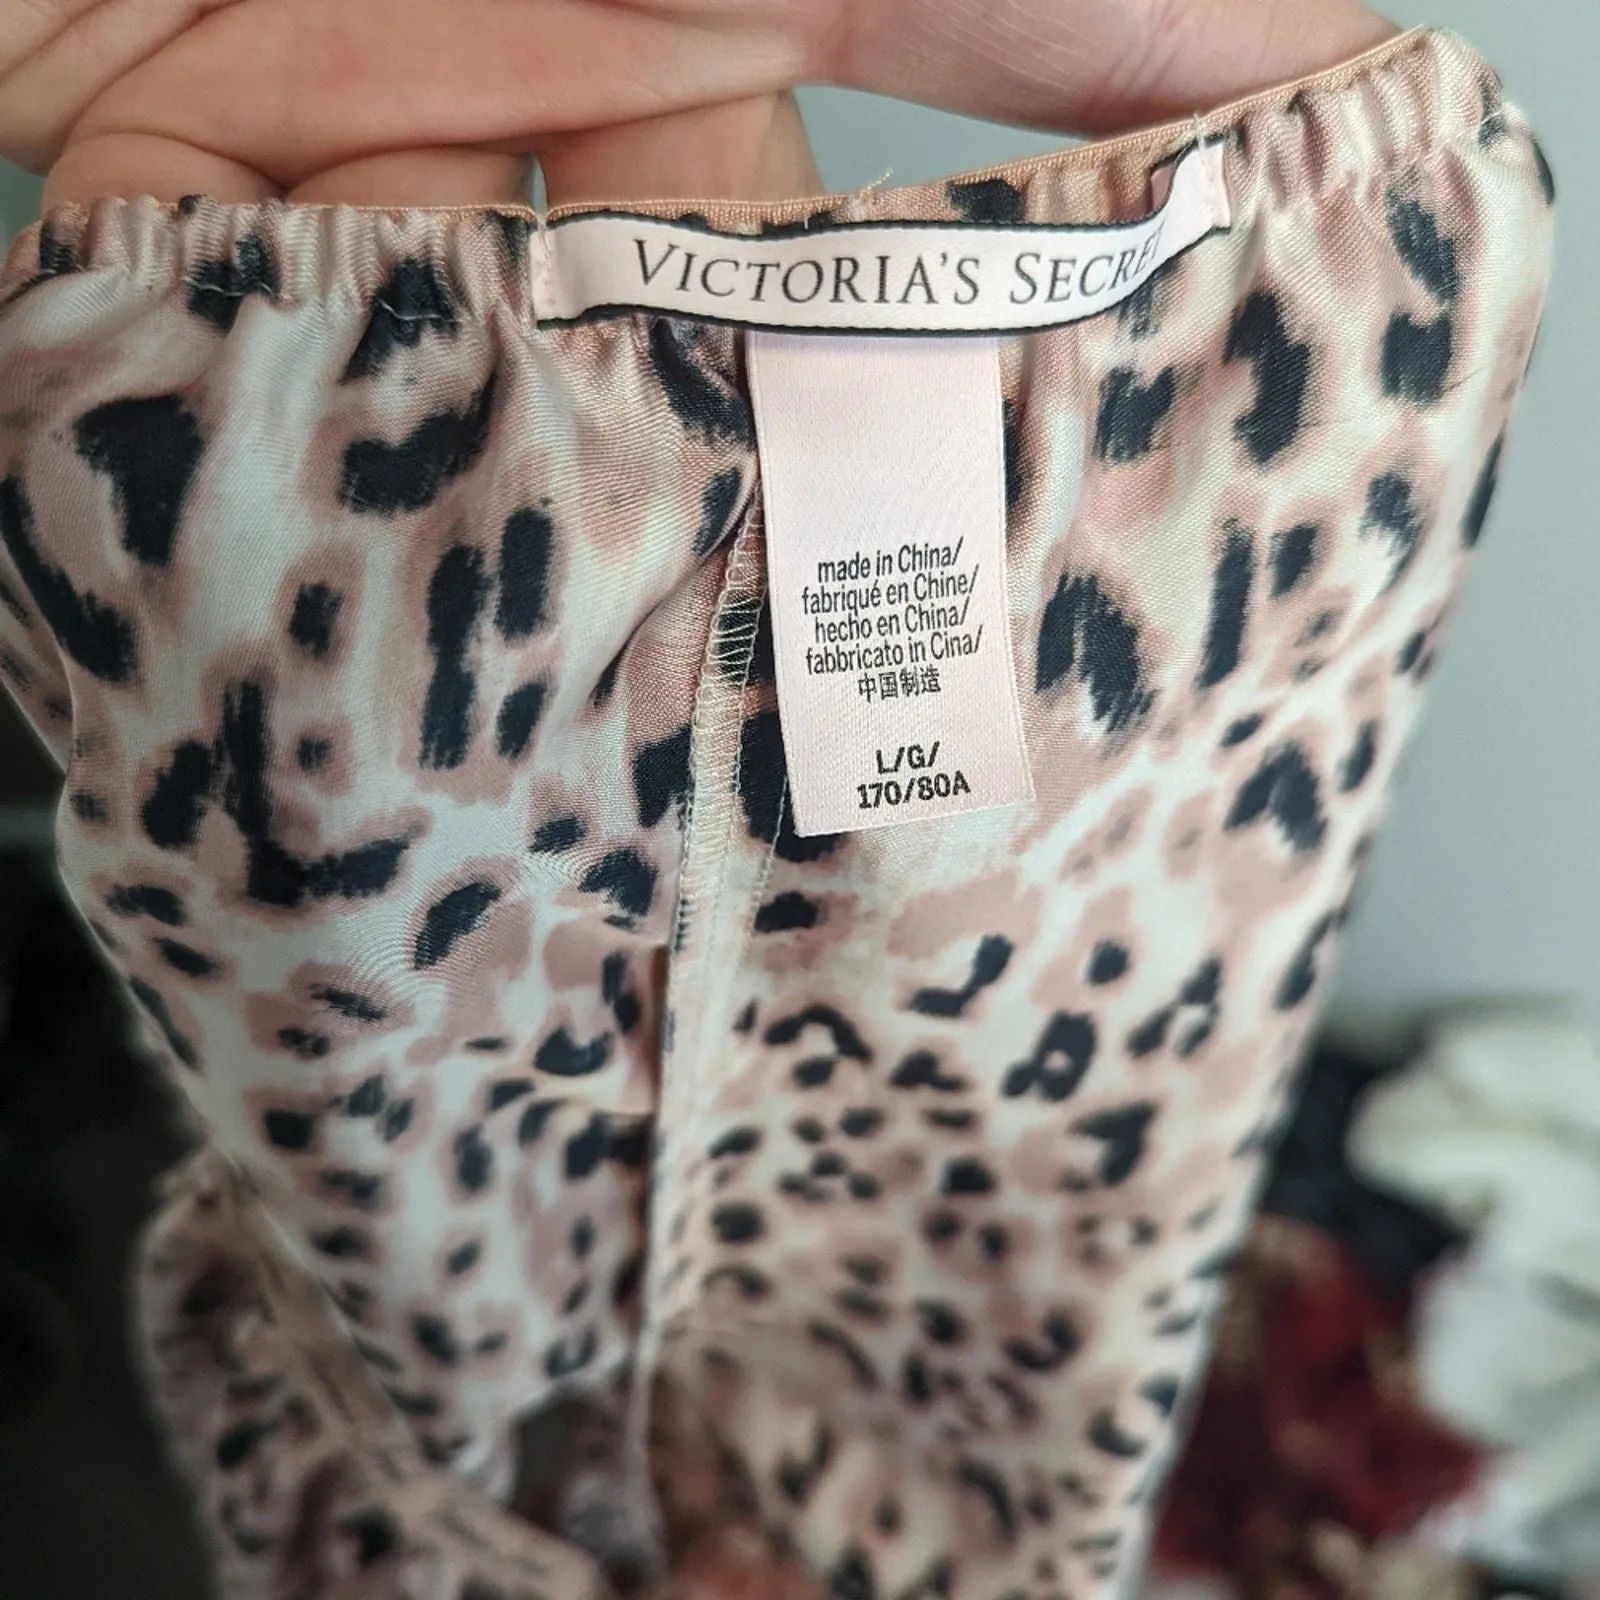 VICTORIA'S SECRE
made in China/
fabriqué en Chine/
hecho en China/
fabbricato in Cina/
中国制造
L/G/
170/80A